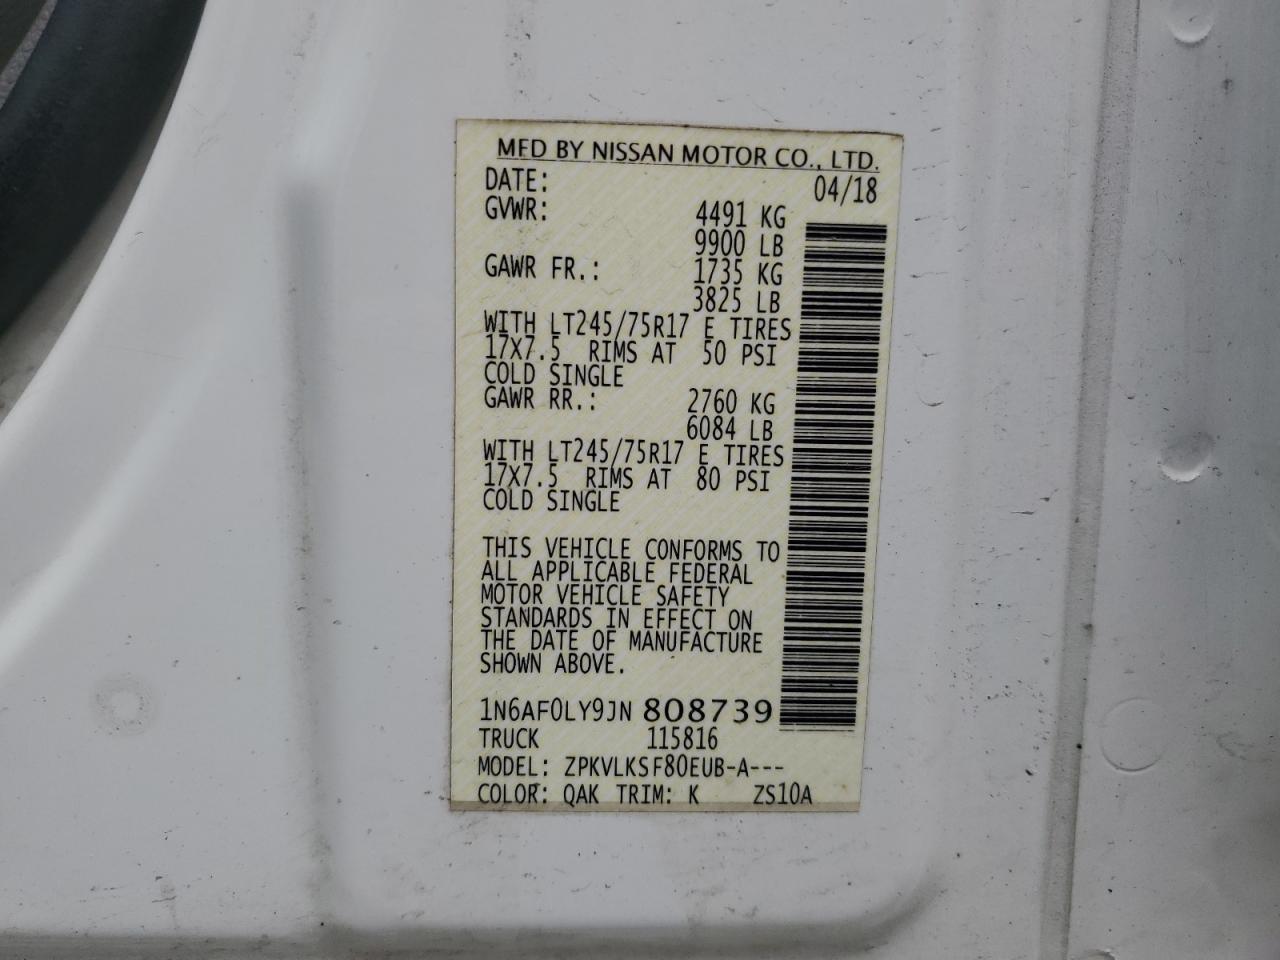 MFD BY NISSAN MOTOR CO., LTD.
DATE: 04/18
GVWR: 4491 KG
9900 LB
GAWR FR.: 1735 KG
3825 LB
WITH LT245/75R17 E TIRES
17X7.5 RIMS AT 50 PSI
COLD SINGLE
GAWR RR.: 2760 KG
6084 LB
WITH LT245/75R17 E TIRES
17X7.5 RIMS AT 80 PSI
COLD SINGLE
THIS VEHICLE CONFORMS TO
ALL APPLICABLE FEDERAL
MOTOR VEHICLE SAFETY
STANDARDS IN EFFECT ON
THE DATE OF MANUFACTURE
SHOWN ABOVE.
1N6AF0LY9JN 808739
TRUCK 115816
MODEL: ZPKVLKSF80EUB-A---
COLOR: QAK TRIM: K ZS10A